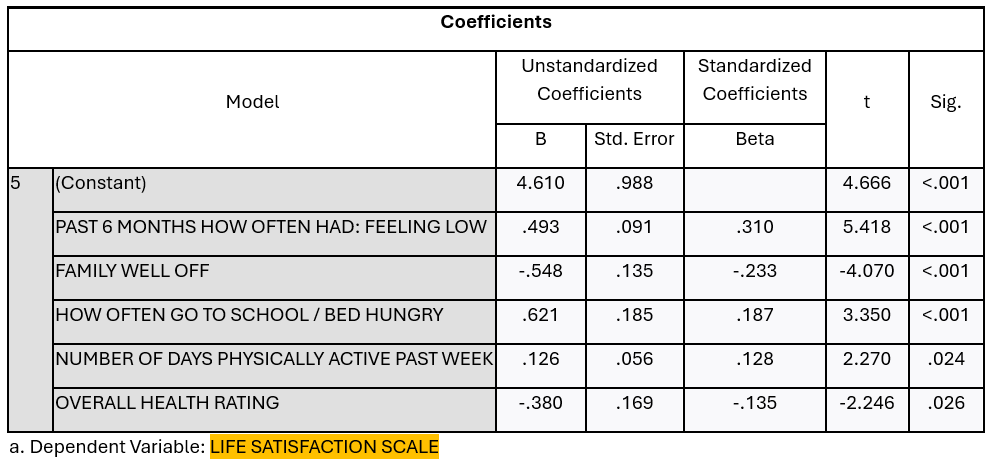 Coefficients
Model Unstandardized Coefficients Standardized Coefficients t Sig.
B Std. Error Beta
5 (Constant) 4.610 .988 4.666 <.001
PAST 6 MONTHS HOW OFTEN HAD: FEELING LOW .493 .091 .310 5.418 <.001
FAMILY WELL OFF -.548 .135 -.233 -4.070 <.001
HOW OFTEN GO TO SCHOOL / BED HUNGRY .621 .185 .187 3.350 <.001
NUMBER OF DAYS PHYSICALLY ACTIVE PAST WEEK .126 .056 .128 2.270 .024
OVERALL HEALTH RATING -.380 .169 -.135 -2.246 .026
a. Dependent Variable: LIFE SATISFACTION SCALE